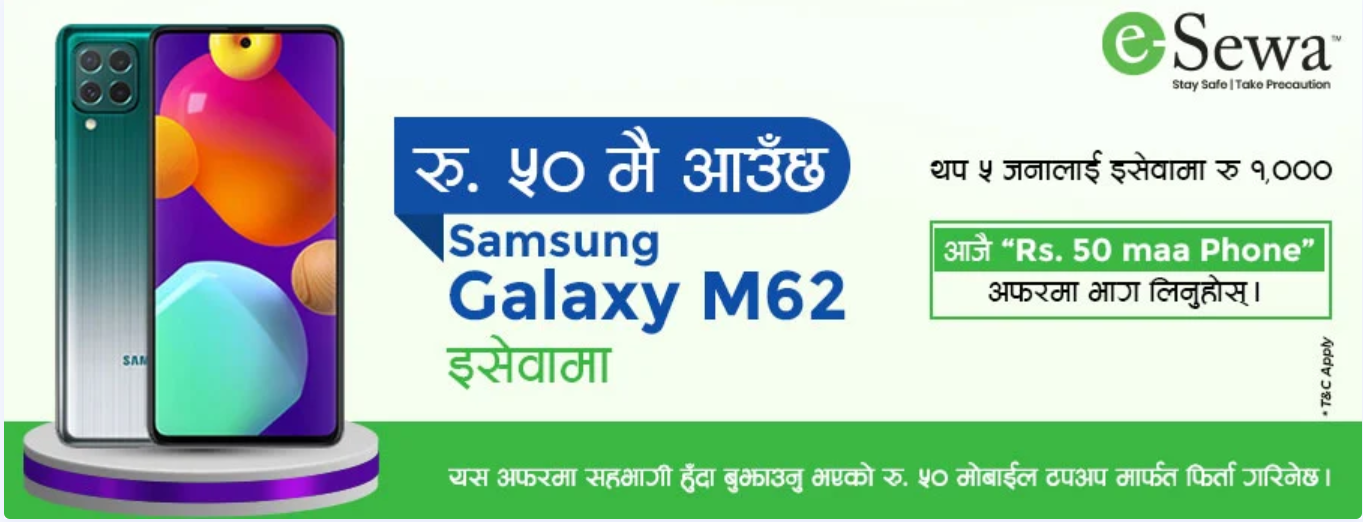 e-Sewa™
Stay Safe | Take Precaution
रु. ५० मै आउँछ
Samsung
Galaxy M62
इसेवामा
थप ५ जनालाई इसेवामा रु १,०००
आजै “Rs. 50 maa Phone”
अफरमा भाग लिनुहोस्।
* T&C Apply
SAM
यस अफरमा सहभागी हुँदा बुझाउनु भएको रु. ५० मोबाईल टपअप मार्फत फिर्ता गरिनेछ।